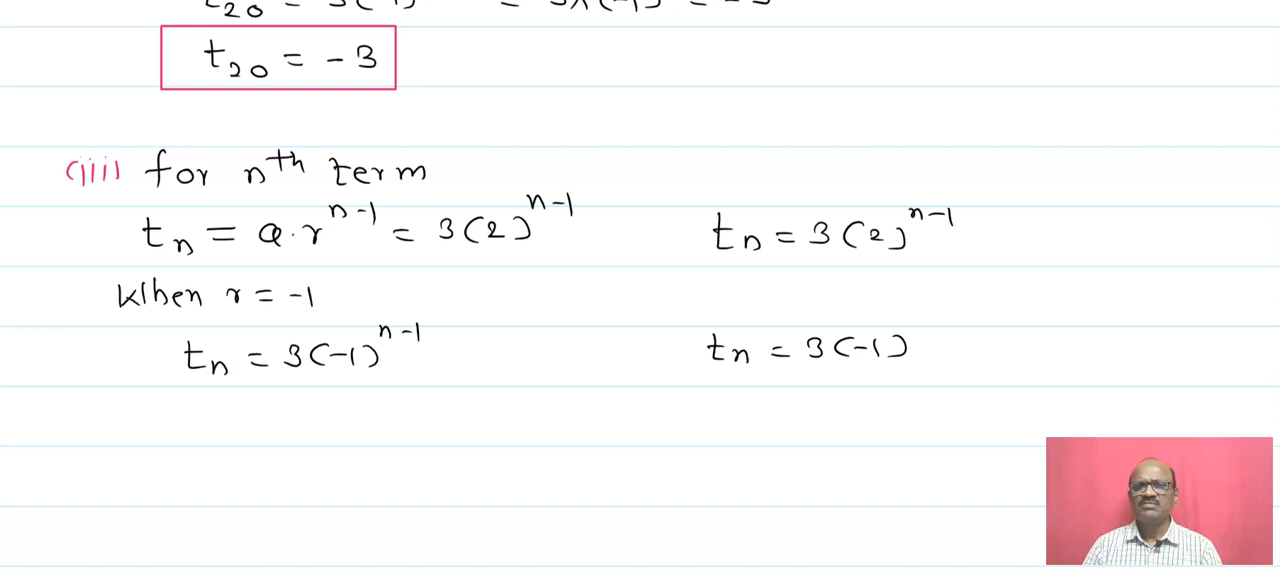 t₂₀ = -3
(iii) for nᵗʰ term
tₙ = a.rⁿ⁻¹ = 3(2)ⁿ⁻¹ tₙ = 3(2)ⁿ⁻¹
When r = -1
tₙ = 3(-1)ⁿ⁻¹ tₙ = 3(-1)